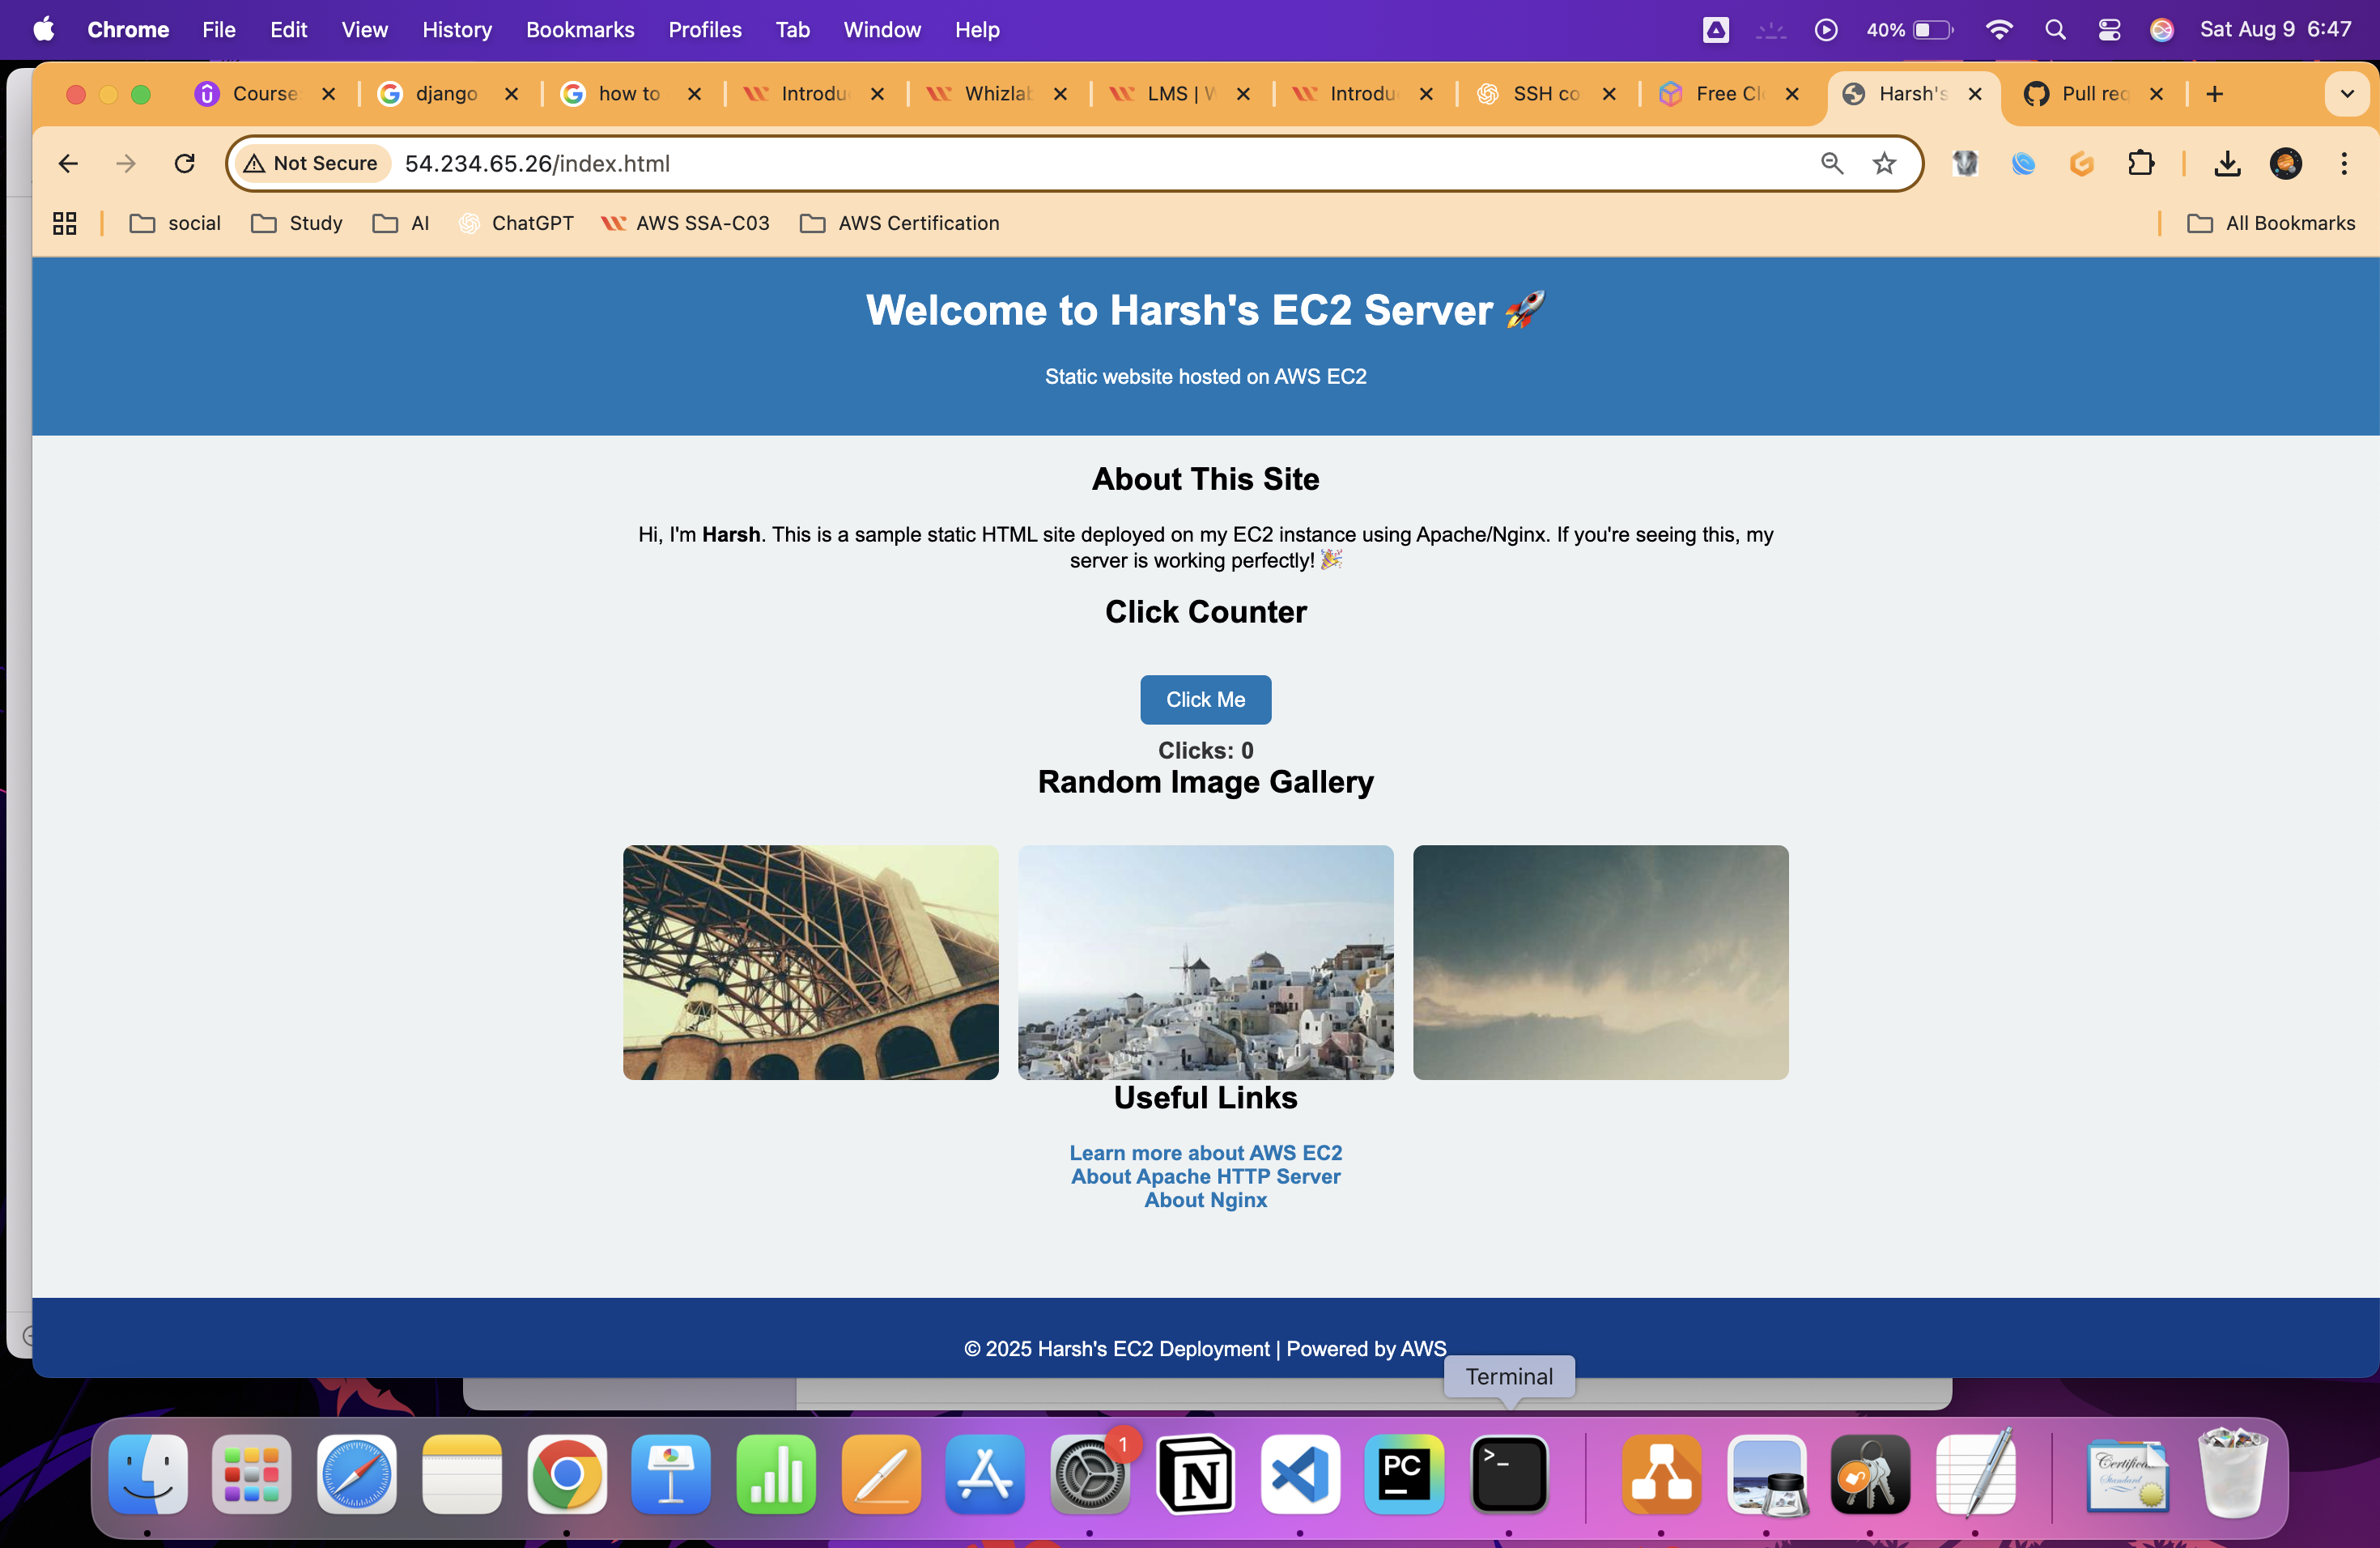 Chrome File Edit View History Bookmarks Profiles Tab Window Help 40% Sat Aug 9 6:47
Course django how to Introdu Whizlab LMS | W Introdu SSH co Free Cl Harsh's Pull req
Not Secure 54.234.65.26/index.html
social Study AI ChatGPT AWS SSA-C03 AWS Certification All Bookmarks
Welcome to Harsh's EC2 Server 🚀
Static website hosted on AWS EC2
About This Site
Hi, I'm Harsh. This is a sample static HTML site deployed on my EC2 instance using Apache/Nginx. If you're seeing this, my
server is working perfectly! 🎉
Click Counter
Click Me
Clicks: 0
Random Image Gallery
Useful Links
Learn more about AWS EC2
About Apache HTTP Server
About Nginx
© 2025 Harsh's EC2 Deployment | Powered by AWS
Terminal
1
N
PC
>_
Standard